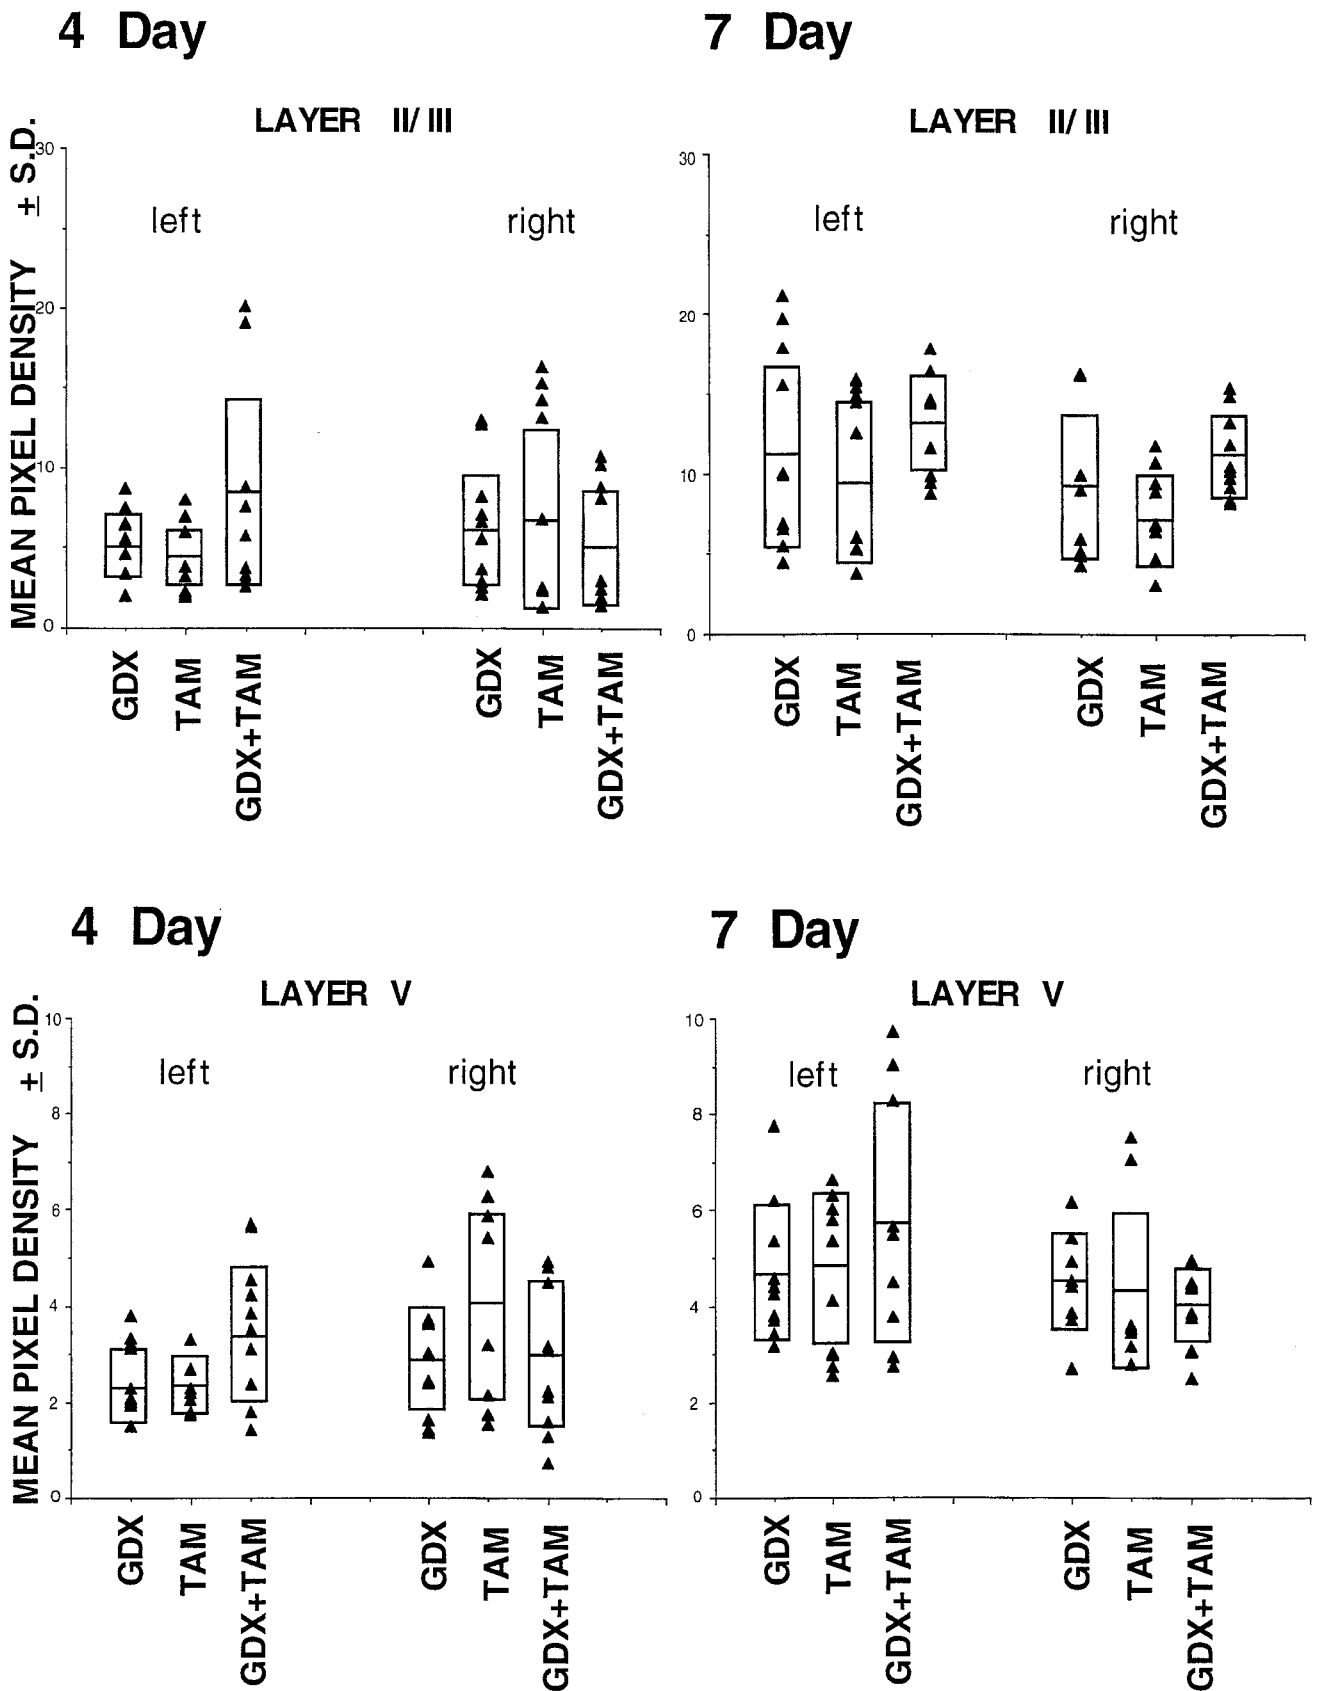 4 Day
7 Day
LAYER II/III
LAYER II/III
MEAN PIXEL DENSITY ± S.D.
30
20
10
0
left
right
GDX
TAM
GDX+TAM
GDX
TAM
GDX+TAM
30
20
10
0
left
right
GDX
TAM
GDX+TAM
GDX
TAM
GDX+TAM
4 Day
7 Day
LAYER V
LAYER V
MEAN PIXEL DENSITY ± S.D.
10
8
6
4
2
0
left
right
GDX
TAM
GDX+TAM
GDX
TAM
GDX+TAM
10
8
6
4
2
0
left
right
GDX
TAM
GDX+TAM
GDX
TAM
GDX+TAM